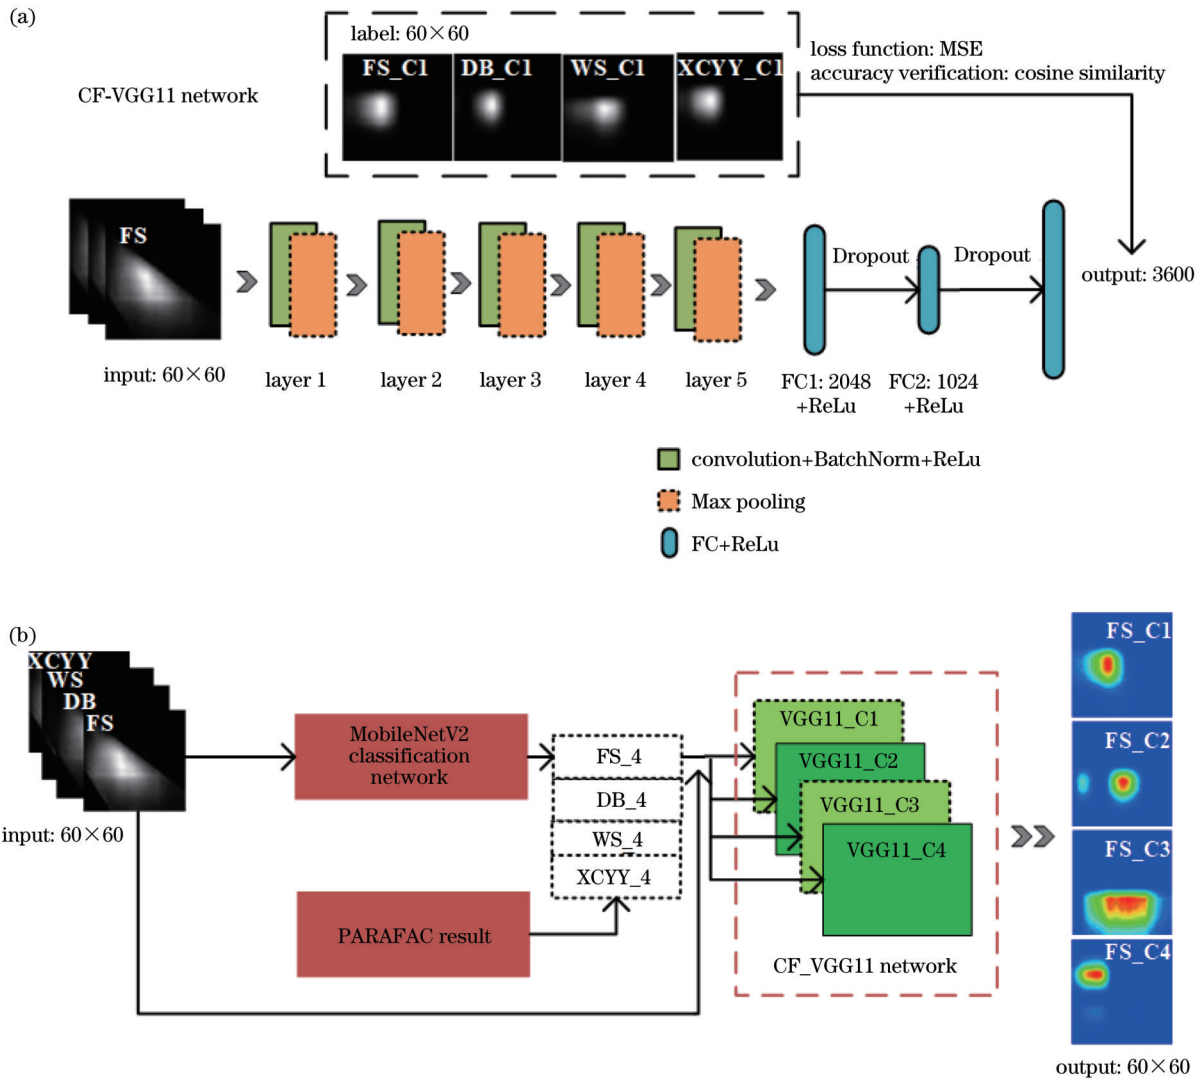 (a)
label: 60×60
FS_C1
DB_C1
WS_C1
XCYY_C1
loss function: MSE
accuracy verification: cosine similarity
CF-VGG11 network
FS
Dropout
Dropout
output: 3600
input: 60×60
layer 1
layer 2
layer 3
layer 4
layer 5
FC1: 2048
+ReLu
FC2: 1024
+ReLu
convolution+BatchNorm+ReLu
Max pooling
FC+ReLu
(b)
XCYY
WS
DB
FS
input: 60×60
MobileNetV2
classification
network
PARAFAC result
FS_4
DB_4
WS_4
XCYY_4
VGG11_C1
VGG11_C2
VGG11_C3
VGG11_C4
CF_VGG11 network
FS_C1
FS_C2
FS_C3
FS_C4
output: 60×60